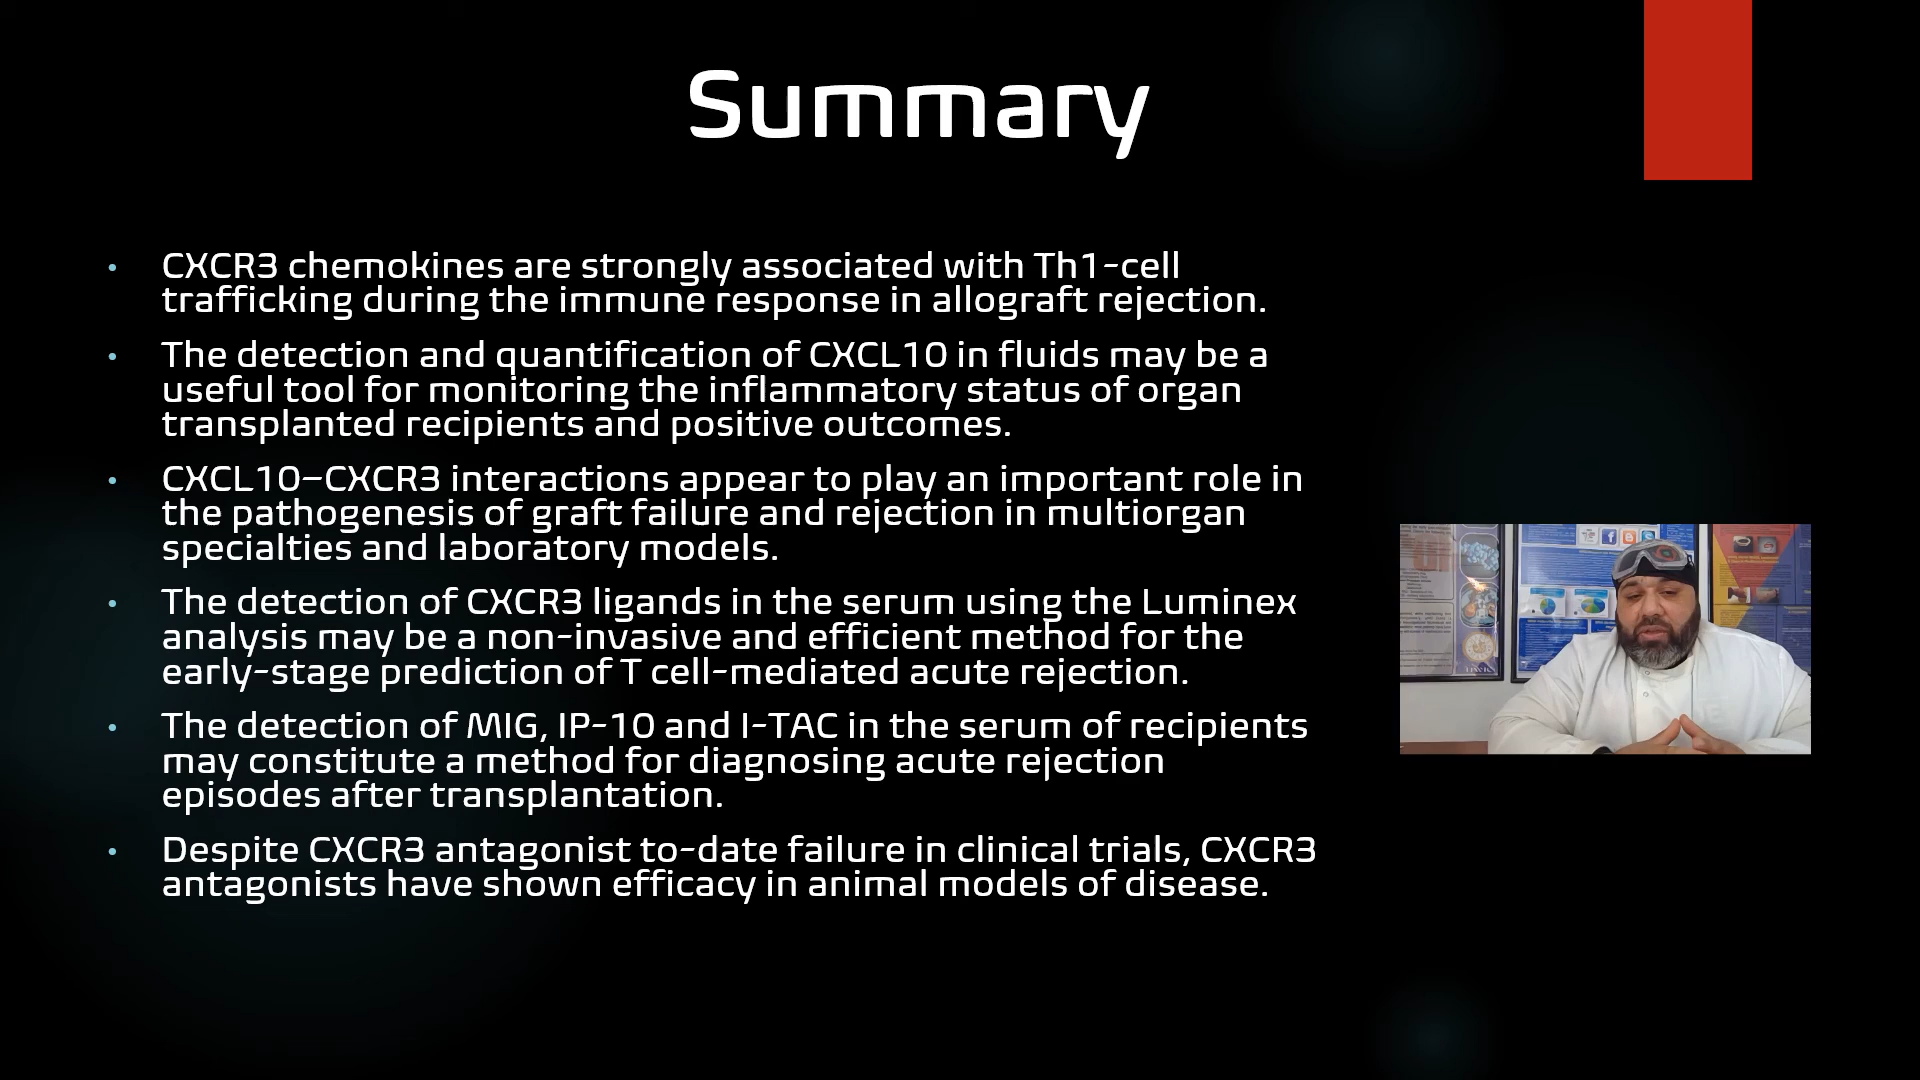 Summary
• CXCR3 chemokines are strongly associated with Th1-cell
trafficking during the immune response in allograft rejection.
• The detection and quantification of CXCL10 in fluids may be a
useful tool for monitoring the inflammatory status of organ
transplanted recipients and positive outcomes.
• CXCL10–CXCR3 interactions appear to play an important role in
the pathogenesis of graft failure and rejection in multiorgan
specialties and laboratory models.
• The detection of CXCR3 ligands in the serum using the Luminex
analysis may be a non-invasive and efficient method for the
early-stage prediction of T cell-mediated acute rejection.
• The detection of MIG, IP-10 and I-TAC in the serum of recipients
may constitute a method for diagnosing acute rejection
episodes after transplantation.
• Despite CXCR3 antagonist to-date failure in clinical trials, CXCR3
antagonists have shown efficacy in animal models of disease.